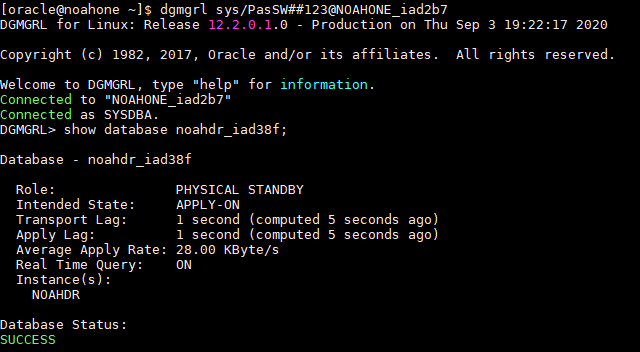 [oracle@noahone ~]$ dgmgrl sys/PasSW##123@NOAHONE_iad2b7
DGMGRL for Linux: Release 12.2.0.1.0 - Production on Thu Sep 3 19:22:17 2020
Copyright (c) 1982, 2017, Oracle and/or its affiliates.  All rights reserved.
Welcome to DGMGRL, type "help" for information.
Connected to "NOAHONE_iad2b7"
Connected as SYSDBA.
DGMGRL> show database noahdr_iad38f;
Database - noahdr_iad38f
  Role:               PHYSICAL STANDBY
  Intended State:     APPLY-ON
  Transport Lag:      1 second (computed 5 seconds ago)
  Apply Lag:          1 second (computed 5 seconds ago)
  Average Apply Rate: 28.00 KByte/s
  Real Time Query:    ON
  Instance(s):
    NOAHDR
Database Status:
SUCCESS